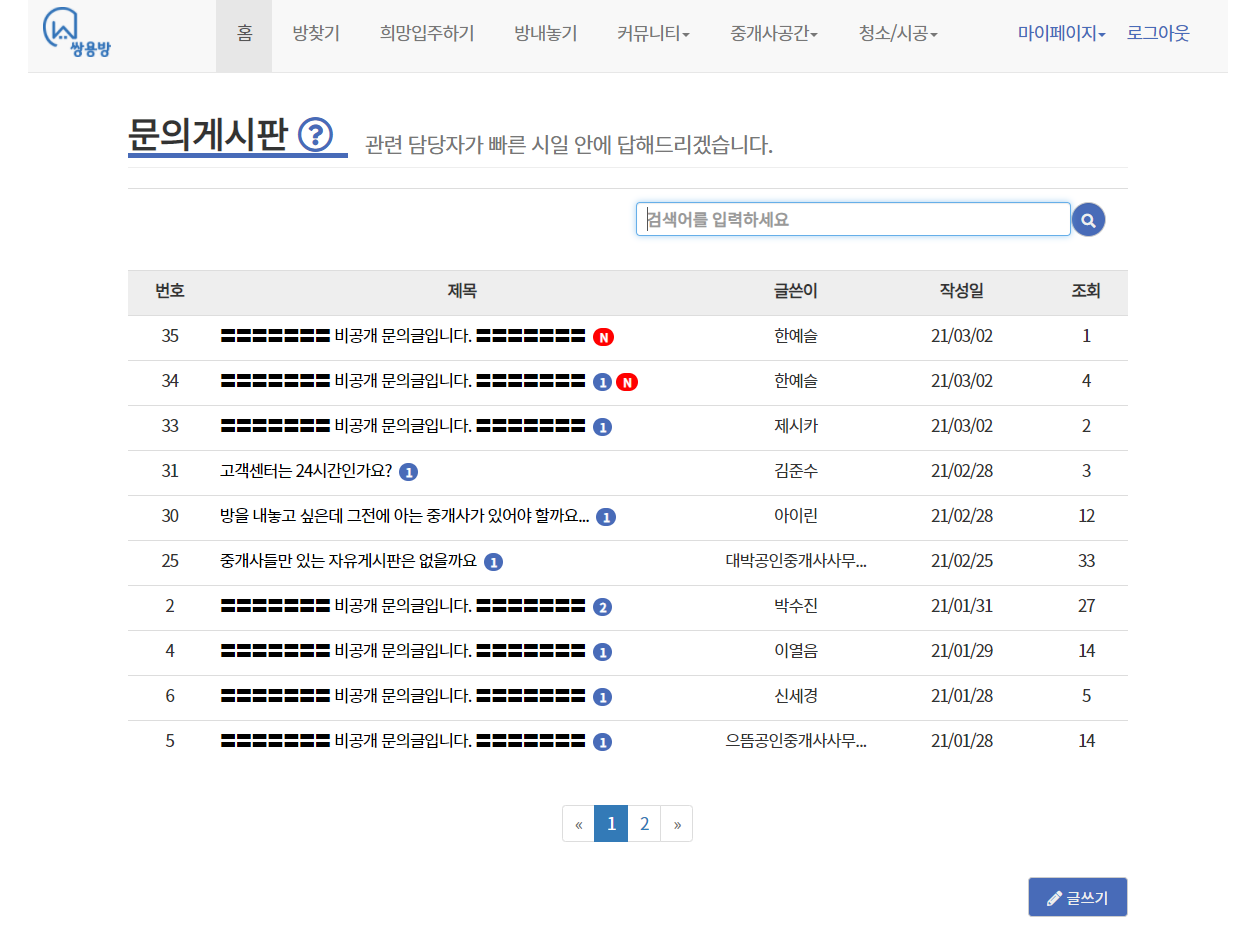 쌍용방
홈 방찾기 희망입주하기 방내놓기 커뮤니티 중개사공간 청소/시공 마이페이지 로그아웃
문의게시판 ? 관련 담당자가 빠른 시일 안에 답해드리겠습니다.
검색어를 입력하세요
번호 제목 글쓴이 작성일 조회
35 〓〓〓〓〓〓〓 비공개 문의글입니다. 〓〓〓〓〓〓〓 N 한예슬 21/03/02 1
34 〓〓〓〓〓〓〓 비공개 문의글입니다. 〓〓〓〓〓〓〓 1 N 한예슬 21/03/02 4
33 〓〓〓〓〓〓〓 비공개 문의글입니다. 〓〓〓〓〓〓〓 1 제시카 21/03/02 2
31 고객센터는 24시간인가요? 1 김준수 21/02/28 3
30 방을 내놓고 싶은데 그전에 아는 중개사가 있어야 할까요... 1 아이린 21/02/28 12
25 중개사들만 있는 자유게시판은 없을까요 1 대박공인중개사사무... 21/02/25 33
2 〓〓〓〓〓〓〓 비공개 문의글입니다. 〓〓〓〓〓〓〓 2 박수진 21/01/31 27
4 〓〓〓〓〓〓〓 비공개 문의글입니다. 〓〓〓〓〓〓〓 1 이열음 21/01/29 14
6 〓〓〓〓〓〓〓 비공개 문의글입니다. 〓〓〓〓〓〓〓 1 신세경 21/01/28 5
5 〓〓〓〓〓〓〓 비공개 문의글입니다. 〓〓〓〓〓〓〓 1 으뜸공인중개사사무... 21/01/28 14
« 1 2 »
글쓰기